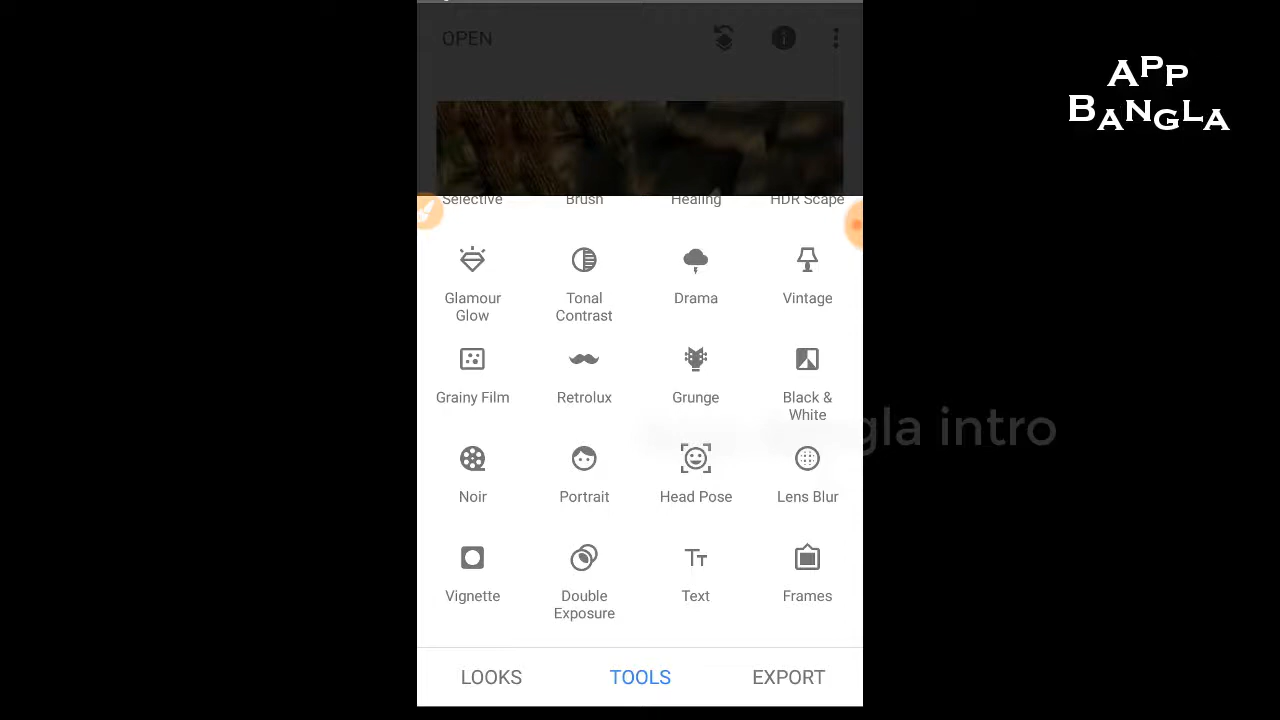 OPEN
APP
BANGLA
Selective Brush Healing HDR Scape
Glamour Glow
Tonal Contrast
Drama
Vintage
Grainy Film
Retrolux
Grunge
Black & White
gla intro
Noir
Portrait
Head Pose
Lens Blur
Vignette
Double Exposure
Text
Frames
LOOKS TOOLS EXPORT